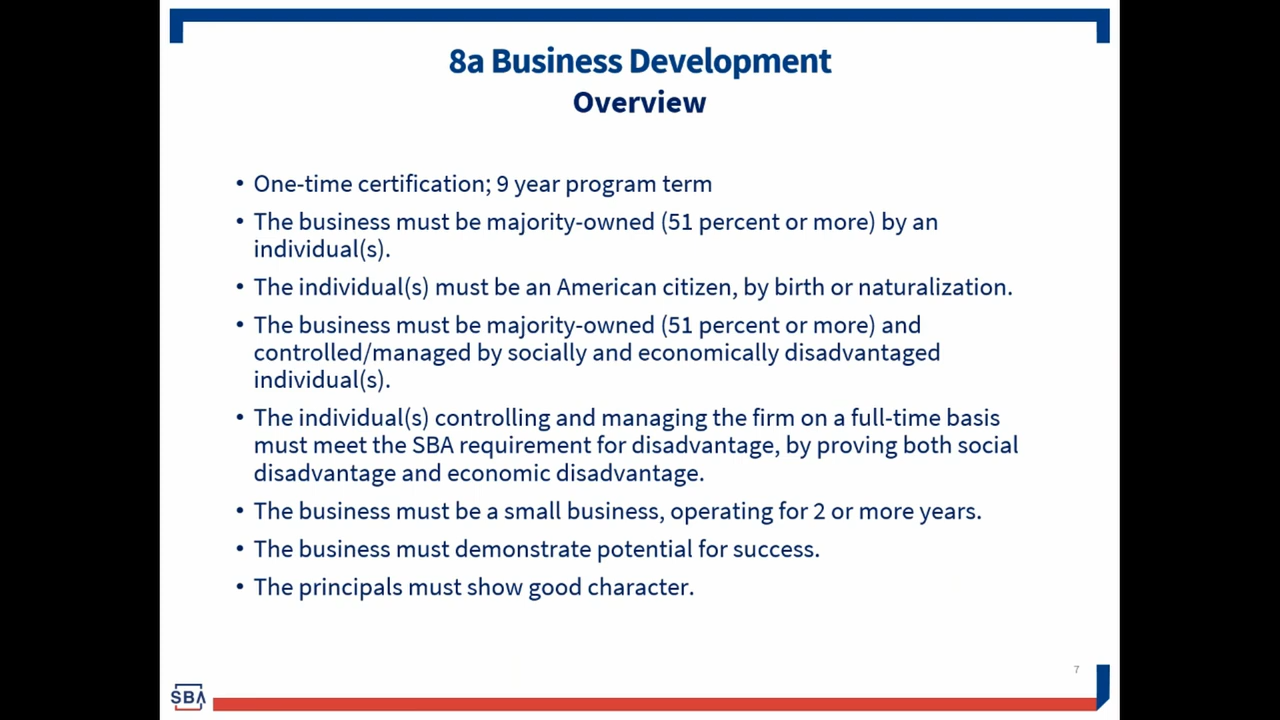 8a Business Development
Overview
• One-time certification; 9 year program term
• The business must be majority-owned (51 percent or more) by an
individual(s).
• The individual(s) must be an American citizen, by birth or naturalization.
• The business must be majority-owned (51 percent or more) and
controlled/managed by socially and economically disadvantaged
individual(s).
• The individual(s) controlling and managing the firm on a full-time basis
must meet the SBA requirement for disadvantage, by proving both social
disadvantage and economic disadvantage.
• The business must be a small business, operating for 2 or more years.
• The business must demonstrate potential for success.
• The principals must show good character.
7
SBA